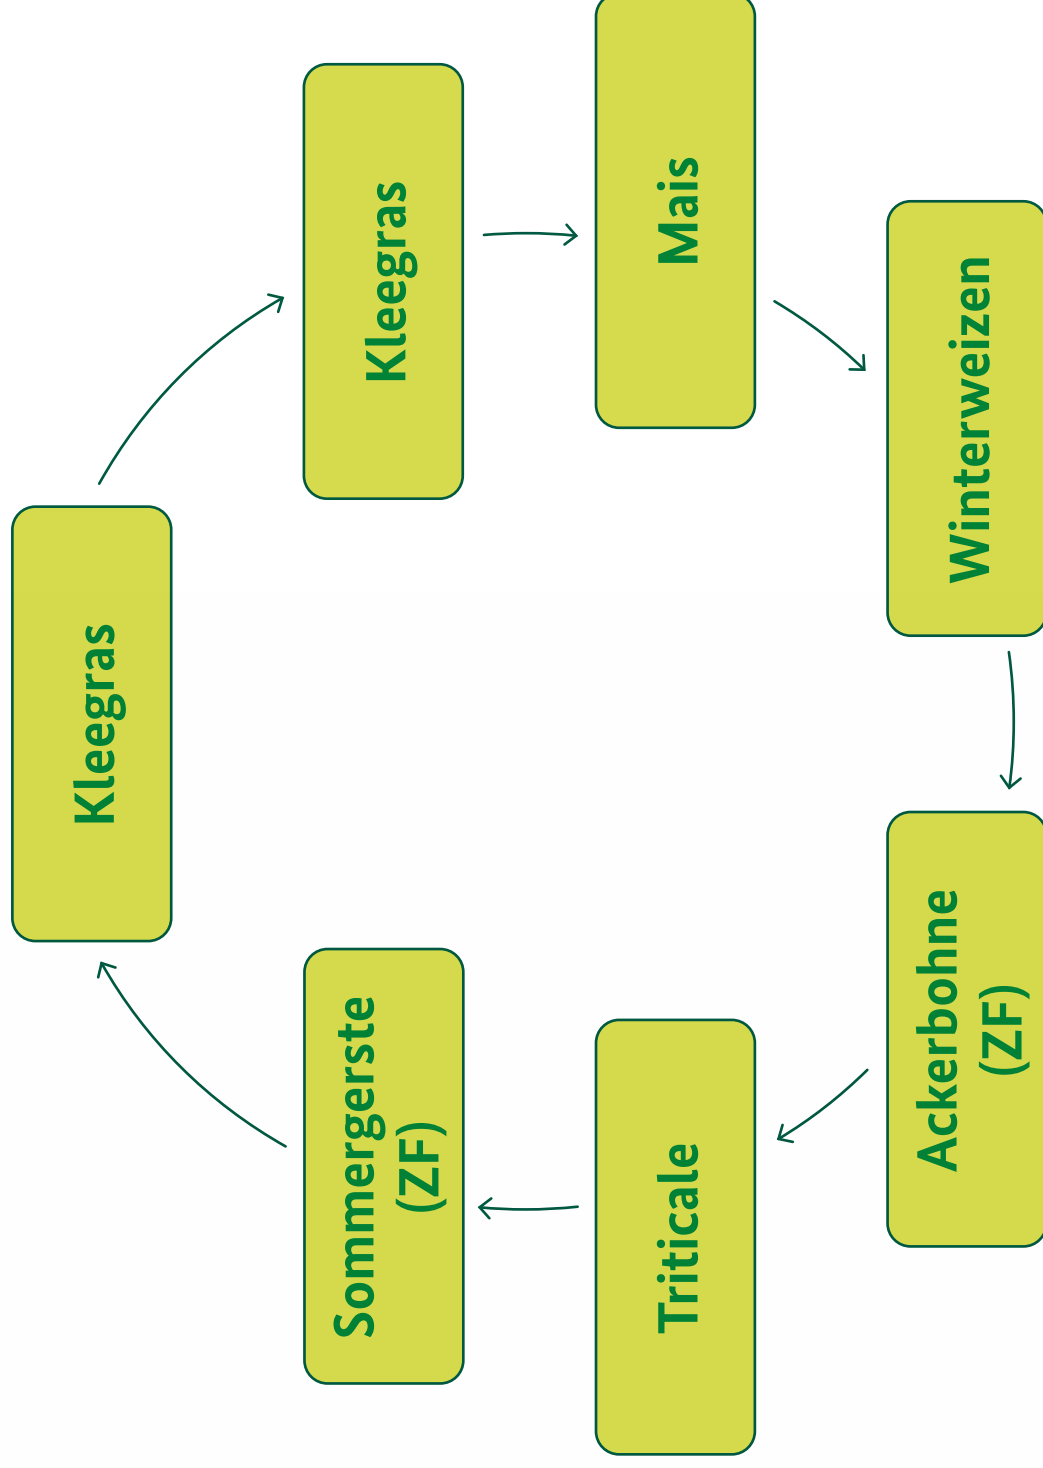 Kleegras
Kleegras
Mais
Winterweizen
Ackerbohne
(ZF)
Triticale
Sommergerste
(ZF)